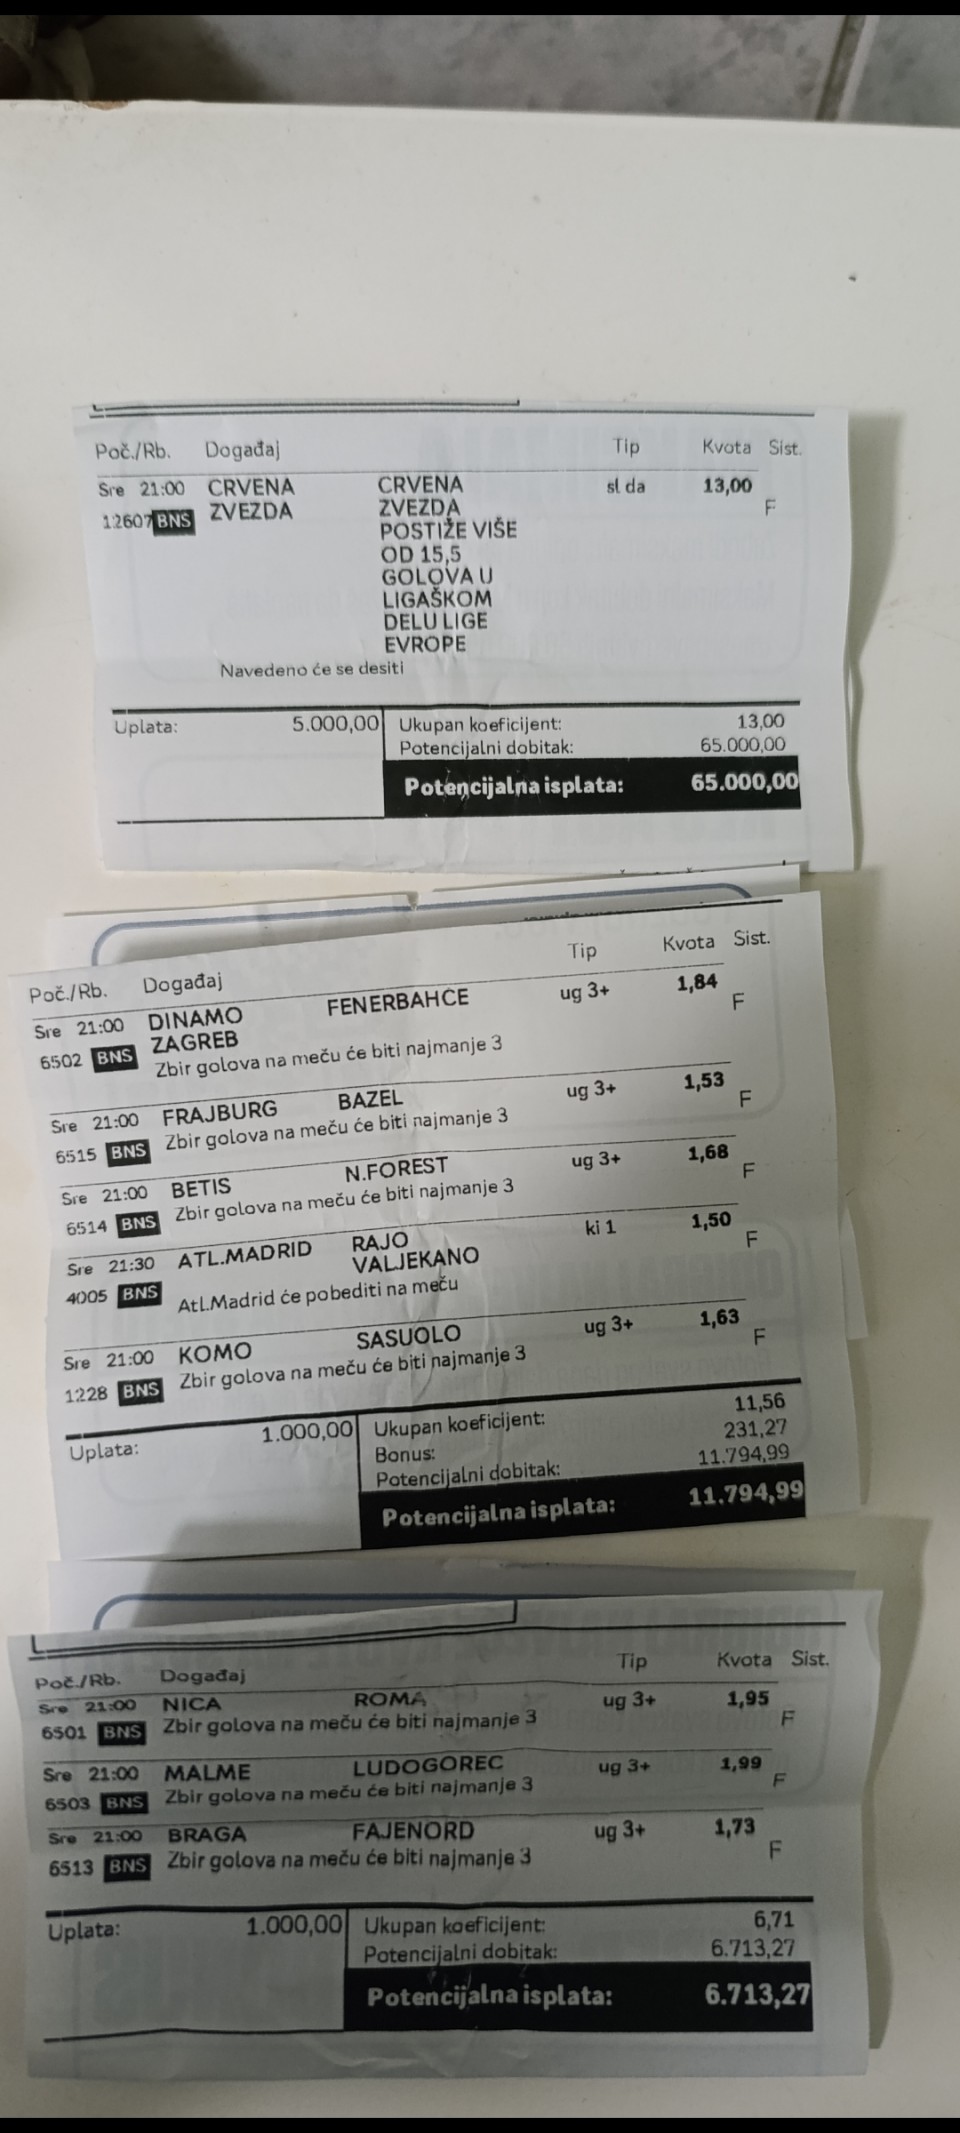 Poč./Rb. Događaj Tip Kvota Sist.
Sre 21:00 CRVENA CRVENA sl da 13,00
12607 BNS ZVEZDA ZVEZDA F
POSTIŽE VIŠE
OD 15,5
GOLOVA U
LIGAŠKOM
DELU LIGE
EVROPE
Navedeno će se desiti
Uplata: 5.000,00 Ukupan koeficijent: 13,00
Potencijalni dobitak: 65.000,00
Potencijalna isplata: 65.000,00
Poč./Rb. Događaj Tip Kvota Sist.
Sre 21:00 DINAMO FENERBAHCE ug 3+ 1,84 F
6502 BNS ZAGREB
Zbir golova na meču će biti najmanje 3
Sre 21:00 FRAJBURG BAZEL ug 3+ 1,53 F
6515 BNS Zbir golova na meču će biti najmanje 3
Sre 21:00 BETIS N.FOREST ug 3+ 1,68 F
6514 BNS Zbir golova na meču će biti najmanje 3
Sre 21:30 ATL.MADRID RAJO ki 1 1,50 F
VALJEKANO
4005 BNS Atl.Madrid će pobediti na meču
Sre 21:00 KOMO SASUOLO ug 3+ 1,63 F
1228 BNS Zbir golova na meču će biti najmanje 3
Uplata: 1.000,00 Ukupan koeficijent: 11,56
Bonus: 231,27
Potencijalni dobitak: 11.794,99
Potencijalna isplata: 11.794,99
Poč./Rb. Događaj Tip Kvota Sist.
Sre 21:00 NICA ROMA ug 3+ 1,95 F
6501 BNS Zbir golova na meču će biti najmanje 3
Sre 21:00 MALME LUDOGOREC ug 3+ 1,99 F
6503 BNS Zbir golova na meču će biti najmanje 3
Sre 21:00 BRAGA FAJENORD ug 3+ 1,73 F
6513 BNS Zbir golova na meču će biti najmanje 3
Uplata: 1.000,00 Ukupan koeficijent: 6,71
Potencijalni dobitak: 6.713,27
Potencijalna isplata: 6.713,27